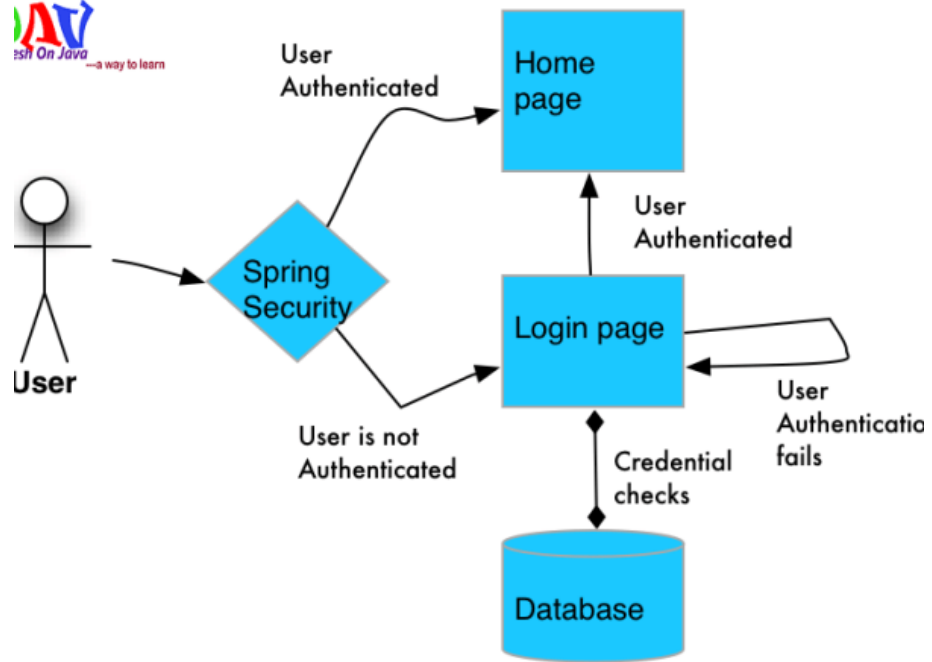 esh On Java
—a way to learn
User
Authenticated
Home
page
User
Authenticated
Spring
Security
Login page
User
User
Authenticatio
fails
User is not
Authenticated
Credential
checks
Database